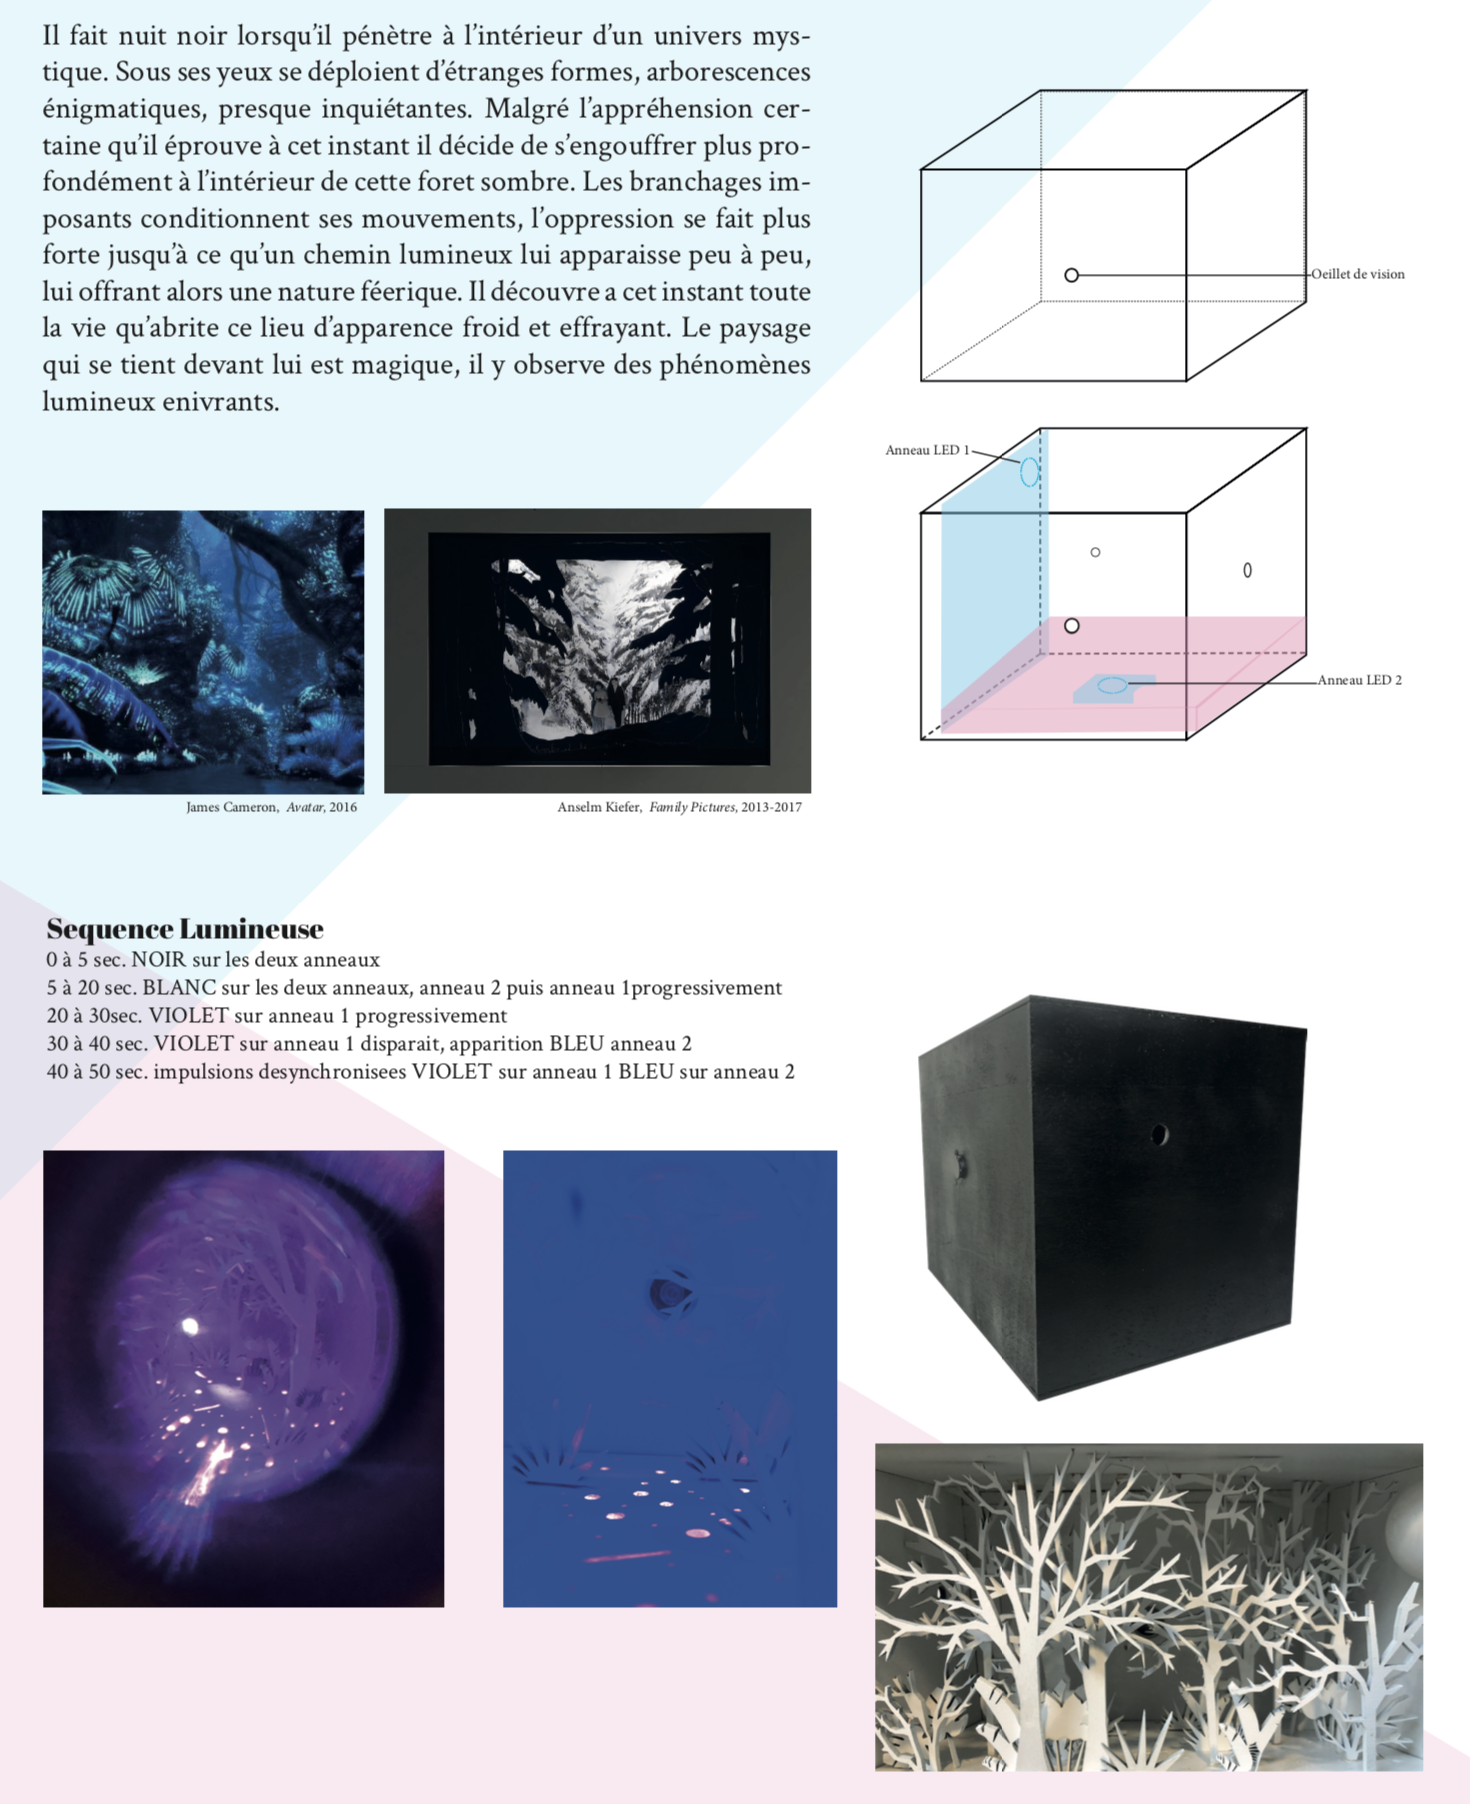 Il fait nuit noir lorsqu’il pénètre à l’intérieur d’un univers mys-
tique. Sous ses yeux se déploient d’étranges formes, arborescences
énigmatiques, presque inquiétantes. Malgré l’appréhension cer-
taine qu’il éprouve à cet instant il décide de s’engouffrer plus pro-
fondément à l’intérieur de cette foret sombre. Les branchages im-
posants conditionnent ses mouvements, l’oppression se fait plus
forte jusqu’à ce qu’un chemin lumineux lui apparaisse peu à peu,
lui offrant alors une nature féerique. Il découvre a cet instant toute
la vie qu’abrite ce lieu d’apparence froid et effrayant. Le paysage
qui se tient devant lui est magique, il y observe des phénomènes
lumineux enivrants.
Oeillet de vision
Anneau LED 1
Anneau LED 2
James Cameron, Avatar, 2016
Anselm Kiefer, Family Pictures, 2013-2017
Sequence Lumineuse
0 à 5 sec. NOIR sur les deux anneaux
5 à 20 sec. BLANC sur les deux anneaux, anneau 2 puis anneau 1progressivement
20 à 30sec. VIOLET sur anneau 1 progressivement
30 à 40 sec. VIOLET sur anneau 1 disparait, apparition BLEU anneau 2
40 à 50 sec. impulsions desynchronisees VIOLET sur anneau 1 BLEU sur anneau 2